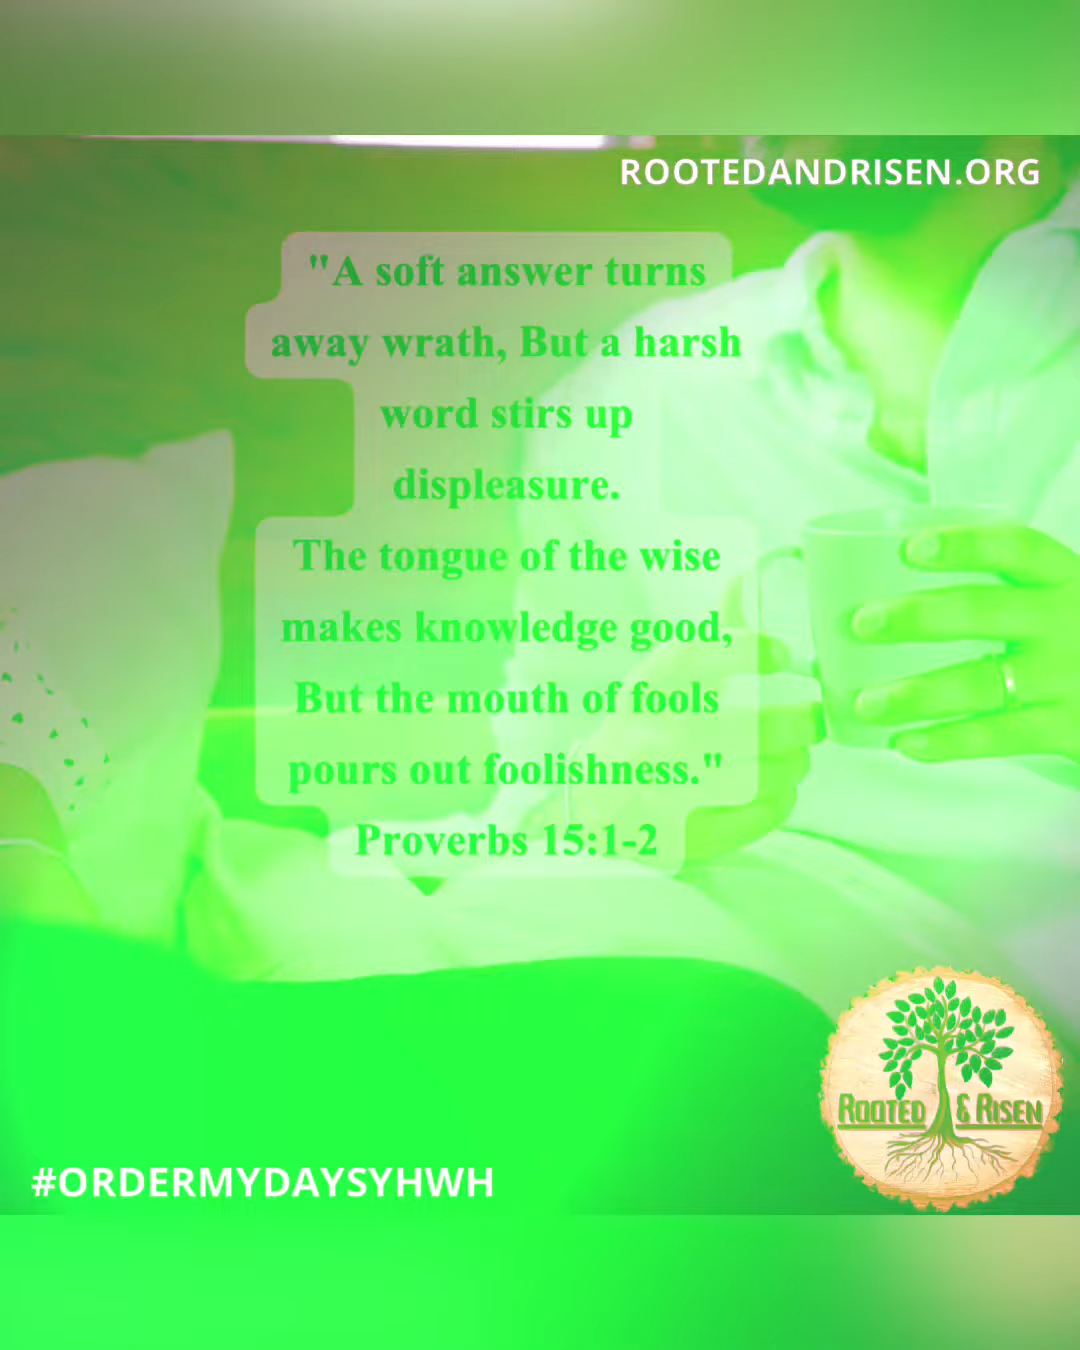 ROOTEDANDRISEN.ORG
"A soft answer turns
away wrath, But a harsh
word stirs up
displeasure.
The tongue of the wise
makes knowledge good,
But the mouth of fools
pours out foolishness."
Proverbs 15:1-2
ROOTED & RISEN
#ORDERMYDAYSYHWH